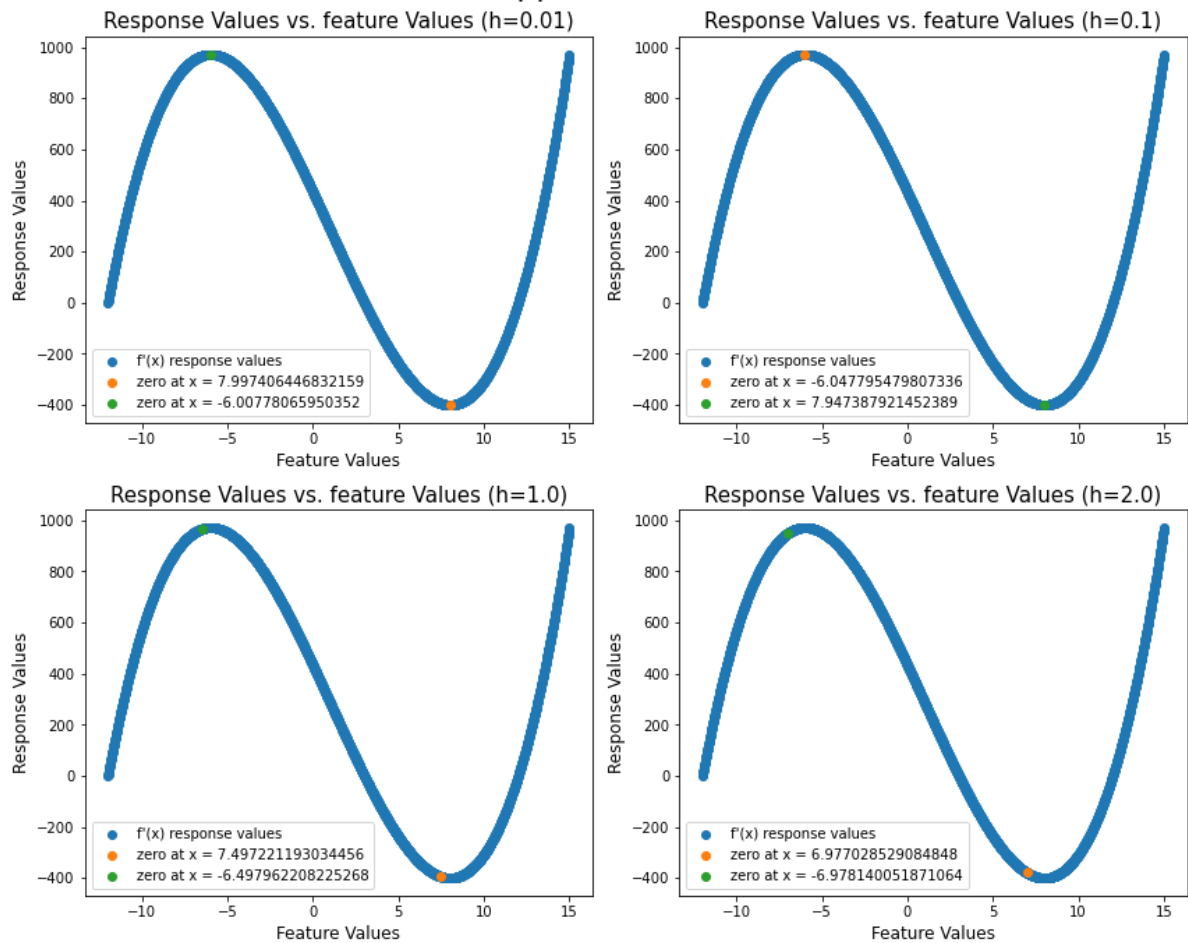 Response Values vs. feature Values (h=0.01)
1000
800
600
400
200
0
−200
−400
Response Values
f'(x) response values
zero at x = 7.997406446832159
zero at x = -6.00778065950352
−10 −5 0 5 10 15
Feature Values
Response Values vs. feature Values (h=0.1)
1000
800
600
400
200
0
−200
−400
Response Values
f'(x) response values
zero at x = -6.047795479807336
zero at x = 7.947387921452389
−10 −5 0 5 10 15
Feature Values
Response Values vs. feature Values (h=1.0)
1000
800
600
400
200
0
−200
−400
Response Values
f'(x) response values
zero at x = 7.497221193034456
zero at x = -6.497962208225268
−10 −5 0 5 10 15
Feature Values
Response Values vs. feature Values (h=2.0)
1000
800
600
400
200
0
−200
−400
Response Values
f'(x) response values
zero at x = 6.977028529084848
zero at x = -6.978140051871064
−10 −5 0 5 10 15
Feature Values